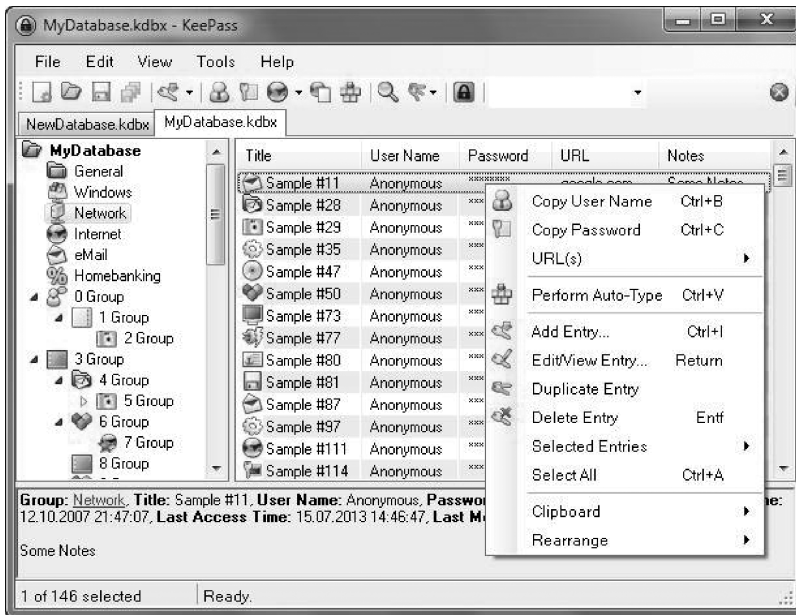 MyDatabase.kdbx - KeePass
File Edit View Tools Help
NewDatabase.kdbx MyDatabase.kdbx
MyDatabase
General
Windows
Network
Internet
eMail
Homebanking
0 Group
1 Group
2 Group
3 Group
4 Group
5 Group
6 Group
7 Group
8 Group
Title User Name Password URL Notes
Sample #11 Anonymous ******** google.com Some Notes
Sample #28 Anonymous ***
Sample #29 Anonymous ***
Sample #35 Anonymous ***
Sample #47 Anonymous ***
Sample #50 Anonymous ***
Sample #73 Anonymous ***
Sample #77 Anonymous ***
Sample #80 Anonymous ***
Sample #81 Anonymous ***
Sample #87 Anonymous ***
Sample #97 Anonymous ***
Sample #111 Anonymous ***
Sample #114 Anonymous ***
Copy User Name Ctrl+B
Copy Password Ctrl+C
URL(s)
Perform Auto-Type Ctrl+V
Add Entry... Ctrl+I
Edit/View Entry... Return
Duplicate Entry
Delete Entry Entf
Selected Entries
Select All Ctrl+A
Clipboard
Rearrange
Group: Network, Title: Sample #11, User Name: Anonymous, Passwo
12.10.2007 21:47:07, Last Access Time: 15.07.2013 14:46:47, Last M
Some Notes
1 of 146 selected Ready.